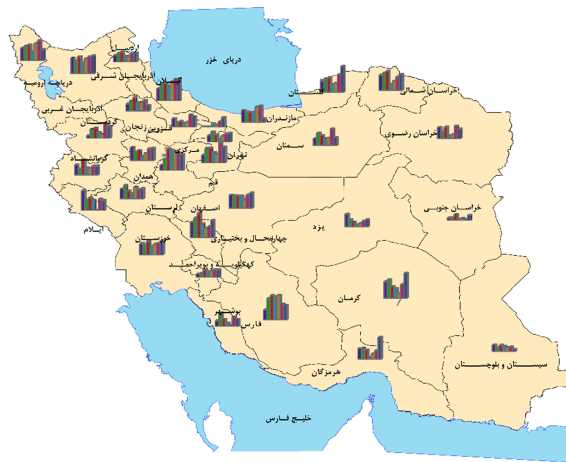 دریای خزر
اردبیل
آذربایجان شرقی
دریاچه ارومیه
گیلان
خراسان شمالی
آذربایجان غربی
مازندران
کردستان
زنجان
قزوین
خراسان رضوی
سمنان
تهران
مرکزی
کرمانشاه
همدان
قم
لرستان
اصفهان
خراسان جنوبی
ایلام
یزد
خوزستان
چهارمحال و بختیاری
کهگیلویه و بویراحمد
کرمان
بوشهر
فارس
سیستان و بلوچستان
هرمزگان
خلیج فارس